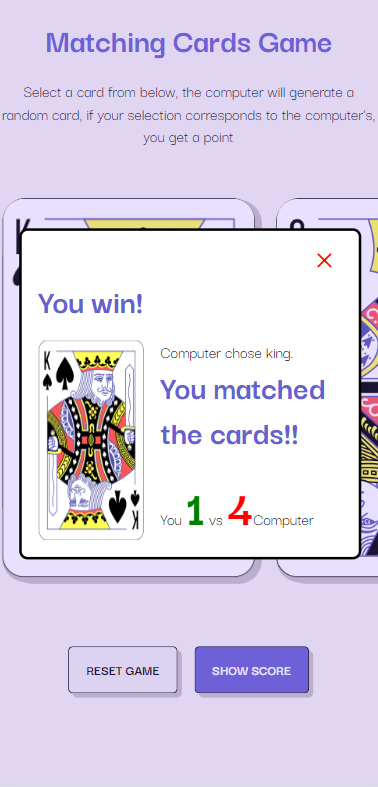 Matching Cards Game
Select a card from below, the computer will generate a
random card, if your selection corresponds to the computer's,
you get a point
K
You win!
K
Computer chose king.
You matched
the cards!!
K
You 1 vs 4 Computer
RESET GAME
SHOW SCORE